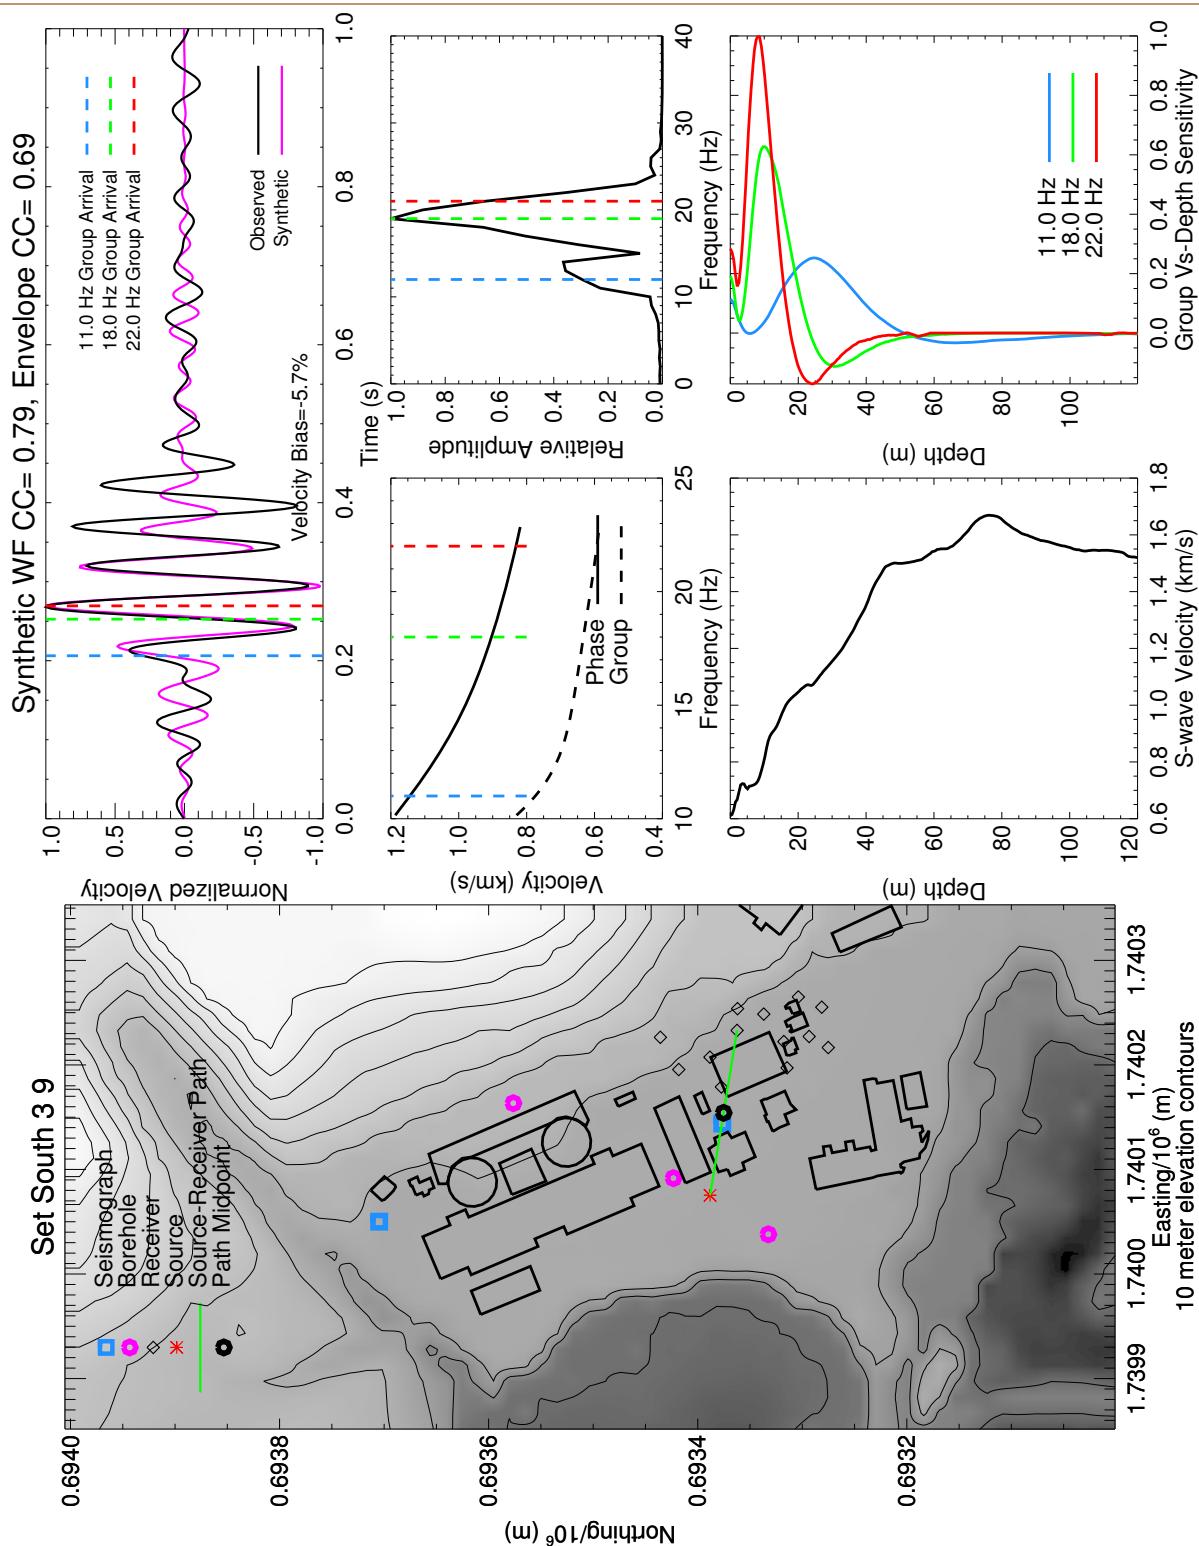 Set South 3 9
Seismograph
Borehole
Receiver
Source
Source-Receiver Path
Path Midpoint
0.6940
0.6938
0.6936
0.6934
0.6932
Northing/10⁶ (m)
1.7399
1.7400
1.7401
1.7402
1.7403
Easting/10⁶ (m)
10 meter elevation contours
Synthetic WF CC= 0.79, Envelope CC= 0.69
11.0 Hz Group Arrival
18.0 Hz Group Arrival
22.0 Hz Group Arrival
Observed
Synthetic
Velocity Bias=-5.7%
1.0
0.5
0.0
-0.5
-1.0
Normalized Velocity
0.0
0.2
0.4
0.6
0.8
1.0
Time (s)
1.2
1.0
0.8
0.6
0.4
Velocity (km/s)
Phase
Group
10
15
20
25
Frequency (Hz)
1.0
0.8
0.6
0.4
0.2
0.0
Relative Amplitude
0
10
20
30
40
Frequency (Hz)
0
20
40
60
80
100
120
Depth (m)
0.6
0.8
1.0
1.2
1.4
1.6
1.8
S-wave Velocity (km/s)
0
20
40
60
80
100
Depth (m)
11.0 Hz
18.0 Hz
22.0 Hz
0.0
0.2
0.4
0.6
0.8
1.0
Group Vs-Depth Sensitivity